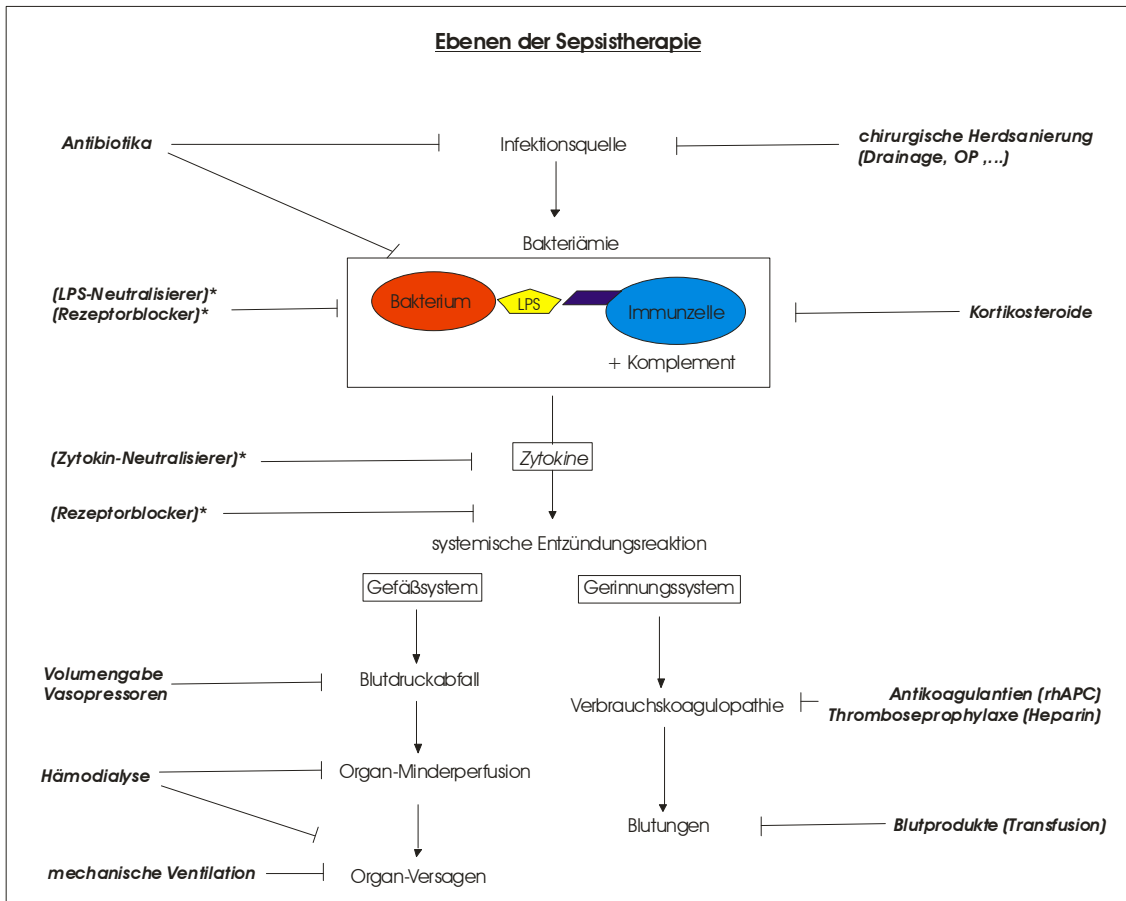 Ebenen der Sepsistherapie
Antibiotika
Infektionsquelle
chirurgische Herdsanierung
(Drainage, OP ,...)
Bakteriämie
(LPS-Neutralisierer)*
(Rezeptorblocker)*
Bakterium
LPS
Immunzelle
+ Komplement
Kortikosteroide
(Zytokin-Neutralisierer)*
Zytokine
(Rezeptorblocker)*
systemische Entzündungsreaktion
Gefäßsystem
Gerinnungssystem
Volumengabe
Vasopressoren
Blutdruckabfall
Verbrauchskoagulopathie
Antikoagulantien (rhAPC)
Thromboseprophylaxe (Heparin)
Hämodialyse
Organ-Minderperfusion
Blutungen
Blutprodukte (Transfusion)
mechanische Ventilation
Organ-Versagen